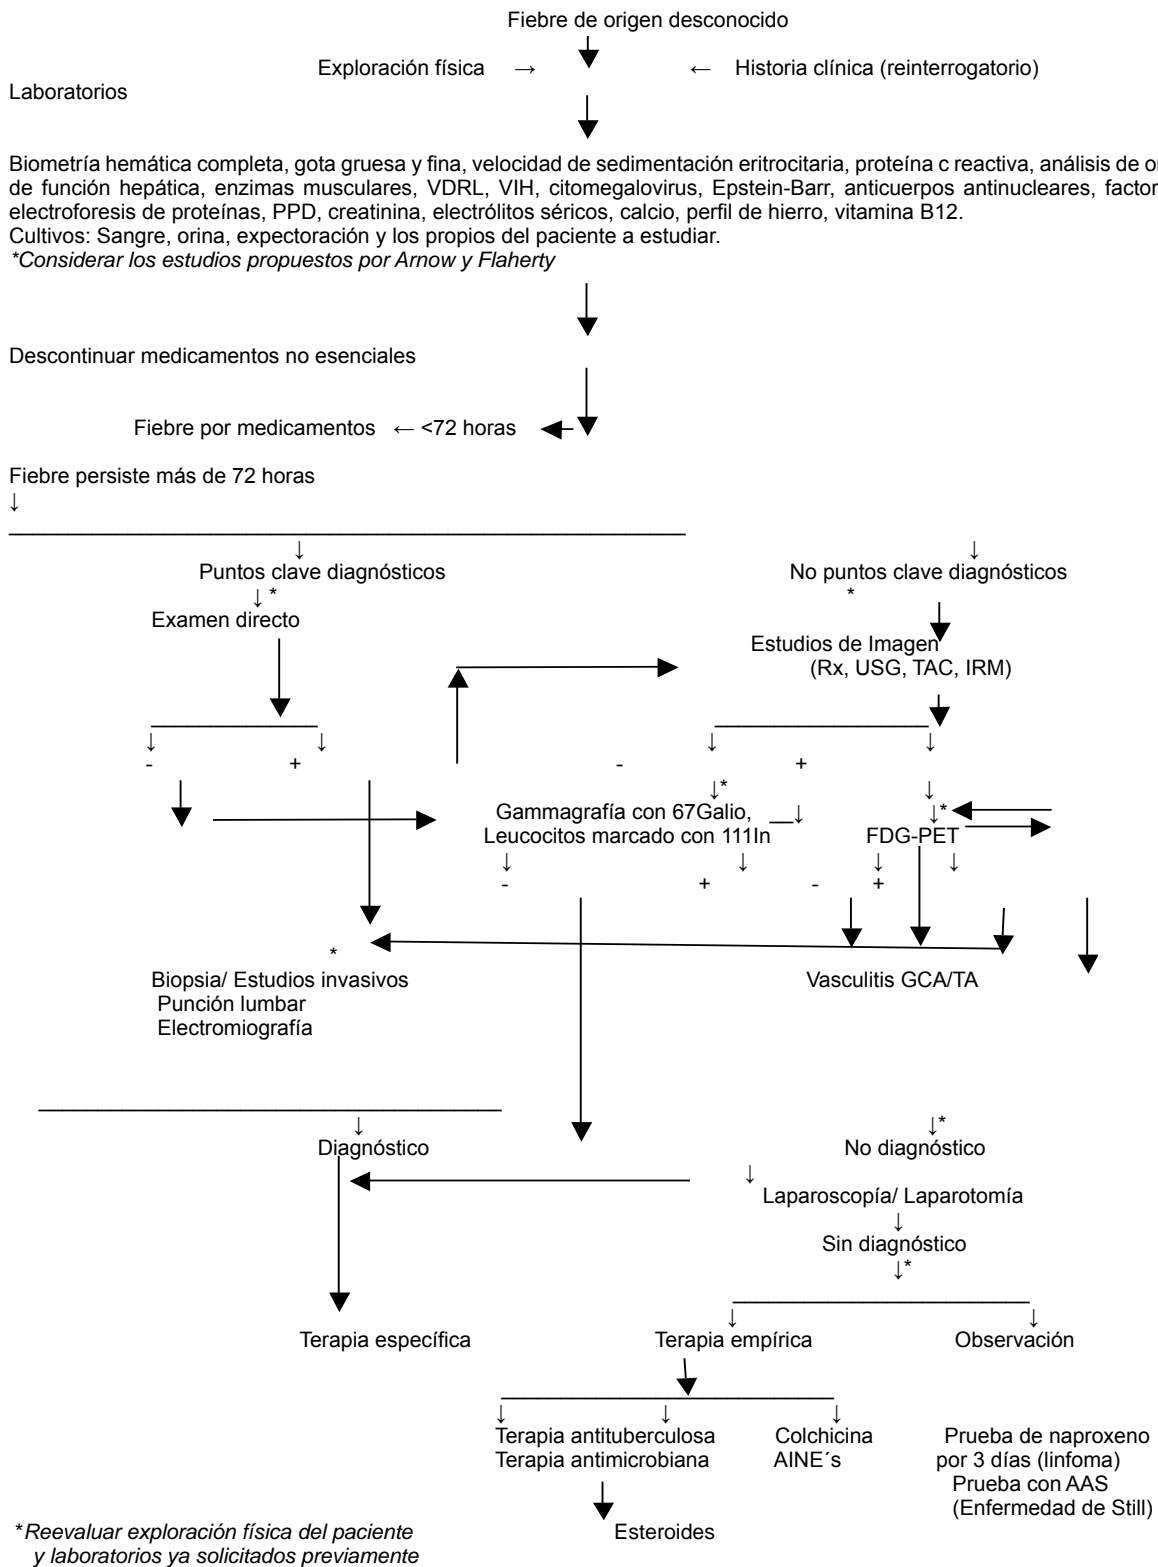 Fiebre de origen desconocido
Exploración física → ← Historia clínica (reinterrogatorio)
Laboratorios
Biometría hemática completa, gota gruesa y fina, velocidad de sedimentación eritrocitaria, proteína c reactiva, análisis de
de función hepática, enzimas musculares, VDRL, VIH, citomegalovirus, Epstein-Barr, anticuerpos antinucleares, factor
electroforesis de proteínas, PPD, creatinina, electrólitos séricos, calcio, perfil de hierro, vitamina B12.
Cultivos: Sangre, orina, expectoración y los propios del paciente a estudiar.
*Considerar los estudios propuestos por Arnow y Flaherty
Descontinuar medicamentos no esenciales
Fiebre por medicamentos ← <72 horas
Fiebre persiste más de 72 horas
↓
↓ ↓
Puntos clave diagnósticos No puntos clave diagnósticos
↓* *
Examen directo
Estudios de Imagen
(Rx, USG, TAC, IRM)
↓ ↓ ↓ ↓
- + - +
↓* ↓
Gammagrafía con 67Galio, __↓ ↓*
Leucocitos marcado con 111In FDG-PET
↓ ↓ ↓ ↓
- + - +
*
Biopsia/ Estudios invasivos Vasculitis GCA/TA
Punción lumbar
Electromiografía
↓ ↓*
Diagnóstico No diagnóstico
↓
Laparoscopía/ Laparotomía
↓
Sin diagnóstico
↓*
↓ ↓
Terapia específica Terapia empírica Observación
↓ ↓ ↓
Terapia antituberculosa Colchicina Prueba de naproxeno
Terapia antimicrobiana AINE´s por 3 días (linfoma)
Prueba con AAS
(Enfermedad de Still)
Esteroides
*Reevaluar exploración física del paciente
y laboratorios ya solicitados previamente